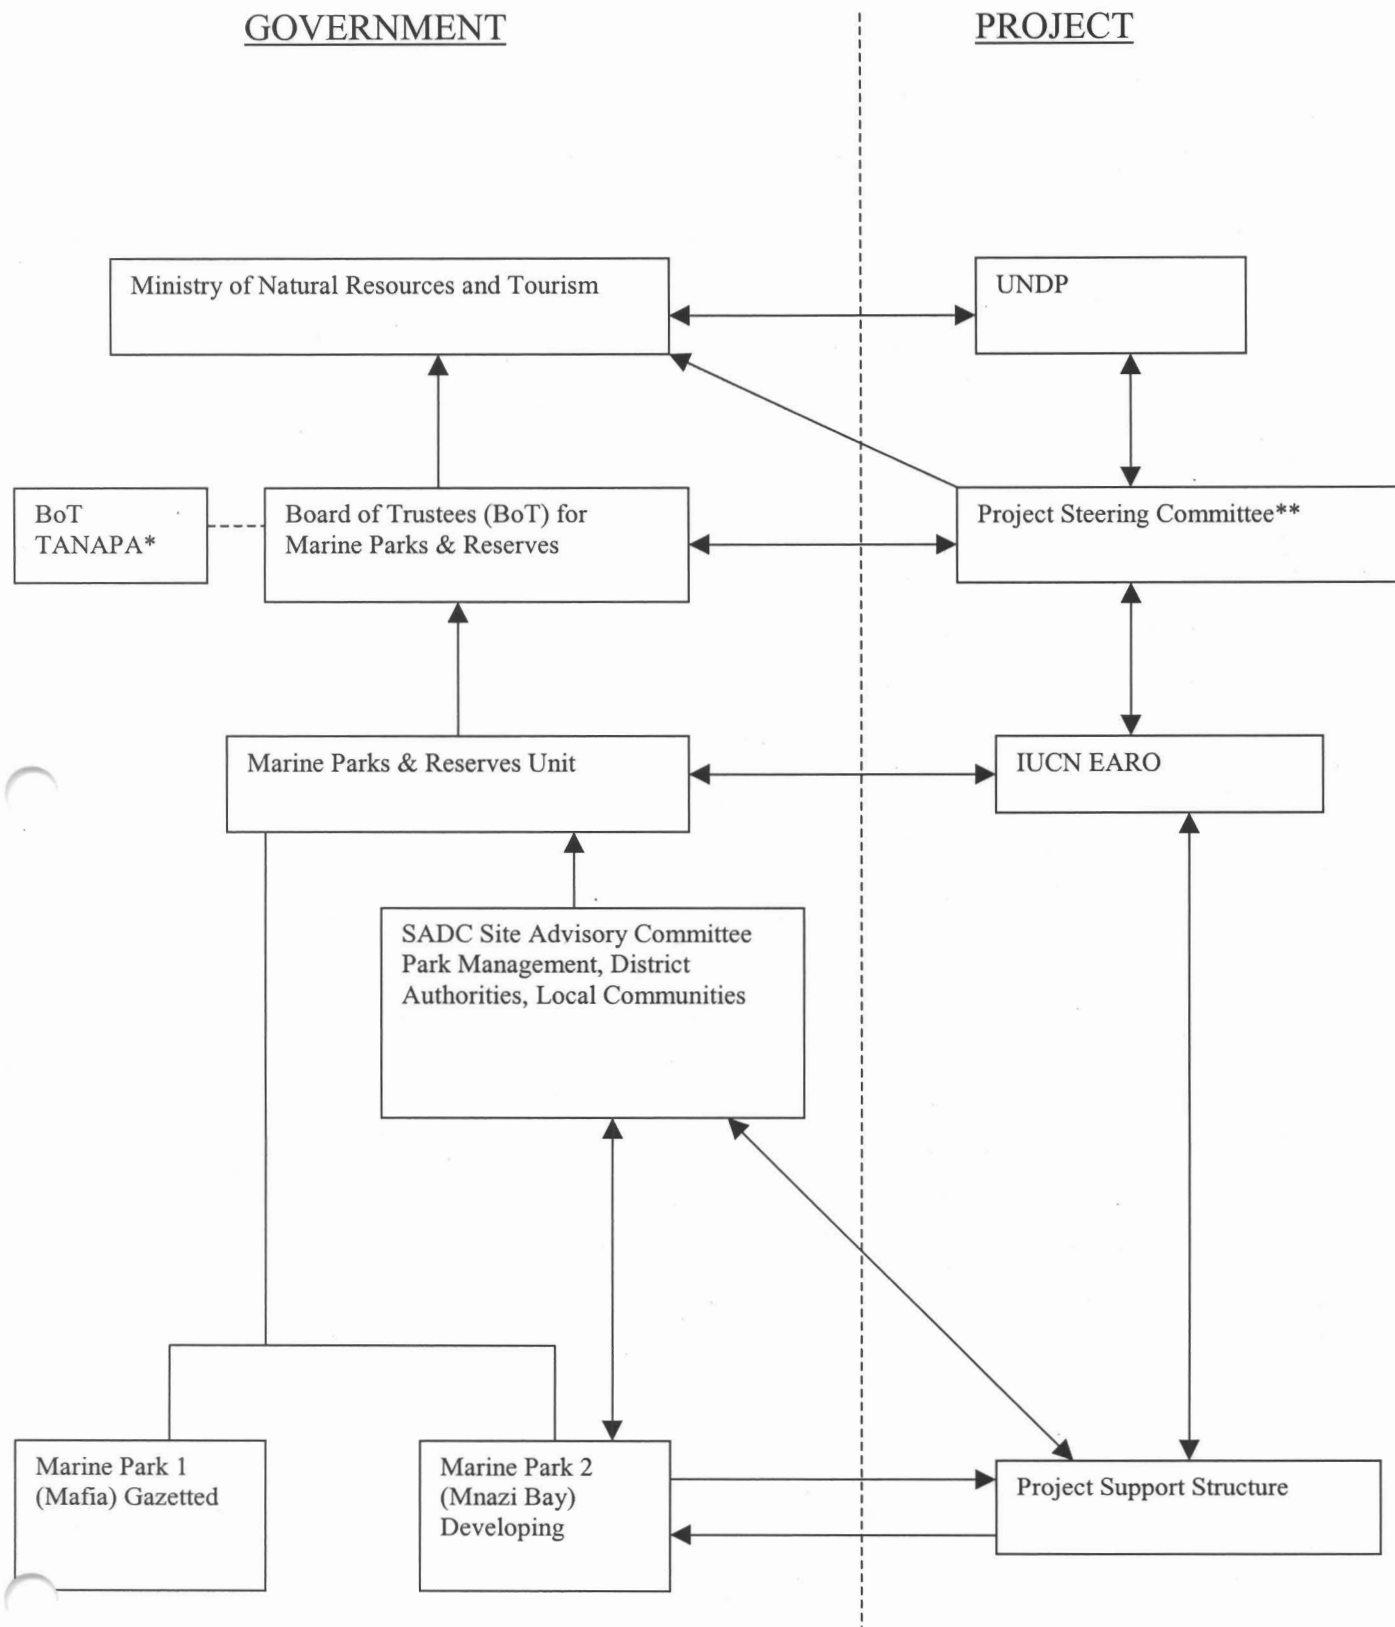 GOVERNMENT
PROJECT
Ministry of Natural Resources and Tourism
UNDP
BoT
TANAPA*
Board of Trustees (BoT) for
Marine Parks & Reserves
Project Steering Committee**
Marine Parks & Reserves Unit
IUCN EARO
SADC Site Advisory Committee
Park Management, District
Authorities, Local Communities
Marine Park 1
(Mafia) Gazetted
Marine Park 2
(Mnazi Bay)
Developing
Project Support Structure